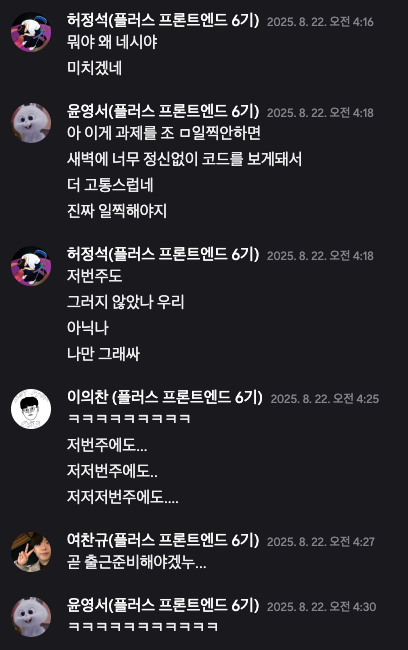 허정석(플러스 프론트엔드 6기) 2025. 8. 22. 오전 4:16
뭐야 왜 네시야
미치겠네
윤영서(플러스 프론트엔드 6기) 2025. 8. 22. 오전 4:18
아 이게 과제를 조 ㅁ일찍안하면
새벽에 너무 정신없이 코드를 보게돼서
더 고통스럽네
진짜 일찍해야지
허정석(플러스 프론트엔드 6기) 2025. 8. 22. 오전 4:18
저번주도
그러지 않았나 우리
아닉나
나만 그래싸
이의찬 (플러스 프론트엔드 6기) 2025. 8. 22. 오전 4:25
ㅋㅋㅋㅋㅋㅋㅋㅋㅋ
저번주에도...
저저번주에도..
저저저번주에도....
여찬규(플러스 프론트엔드 6기) 2025. 8. 22. 오전 4:27
곧 출근준비해야겠누...
윤영서(플러스 프론트엔드 6기) 2025. 8. 22. 오전 4:30
ㅋㅋㅋㅋㅋㅋㅋㅋㅋㅋㅋ